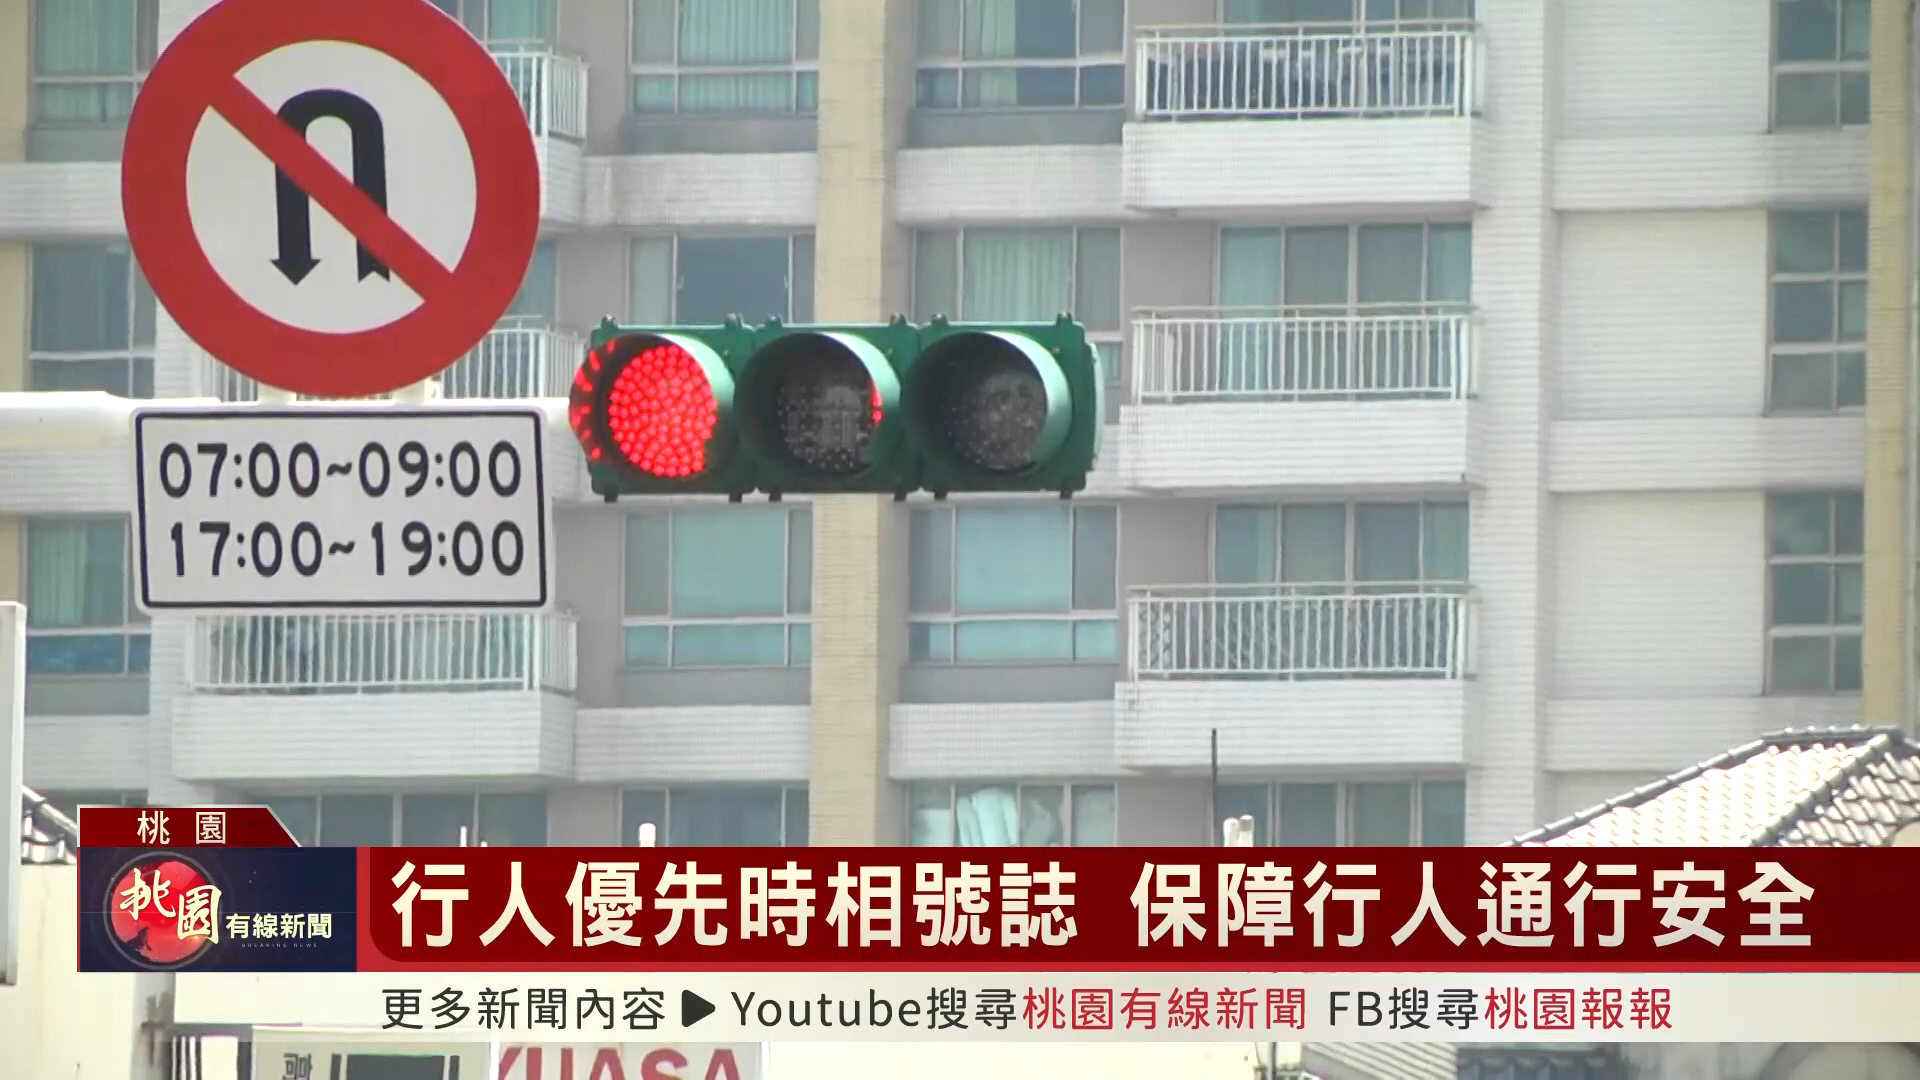 07:00~09:00
17:00~19:00
桃園
桃園有線新聞
BREAKING NEWS
行人優先時相號誌 保障行人通行安全
更多新聞內容▶Youtube搜尋桃園有線新聞 FB搜尋桃園報報
YUASA